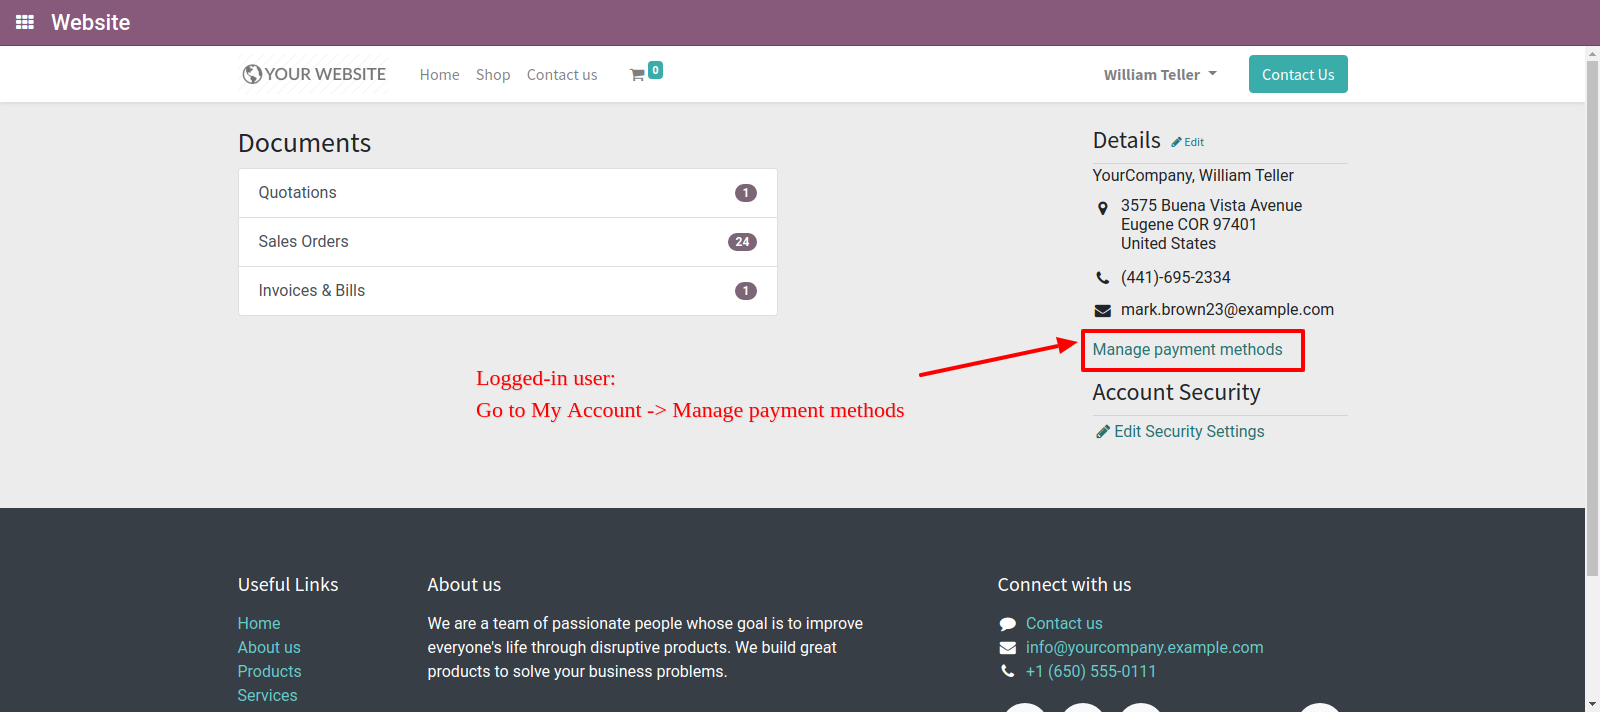 Website
YOUR WEBSITE
Home
Shop
Contact us
0
William Teller
Contact Us
Documents
Quotations
1
Sales Orders
24
Invoices & Bills
1
Details
Edit
YourCompany, William Teller
3575 Buena Vista Avenue
Eugene COR 97401
United States
(441)-695-2334
mark.brown23@example.com
Manage payment methods
Logged-in user:
Go to My Account -> Manage payment methods
Account Security
Edit Security Settings
Useful Links
Home
About us
Products
Services
About us
We are a team of passionate people whose goal is to improve
everyone's life through disruptive products. We build great
products to solve your business problems.
Connect with us
Contact us
info@yourcompany.example.com
+1 (650) 555-0111